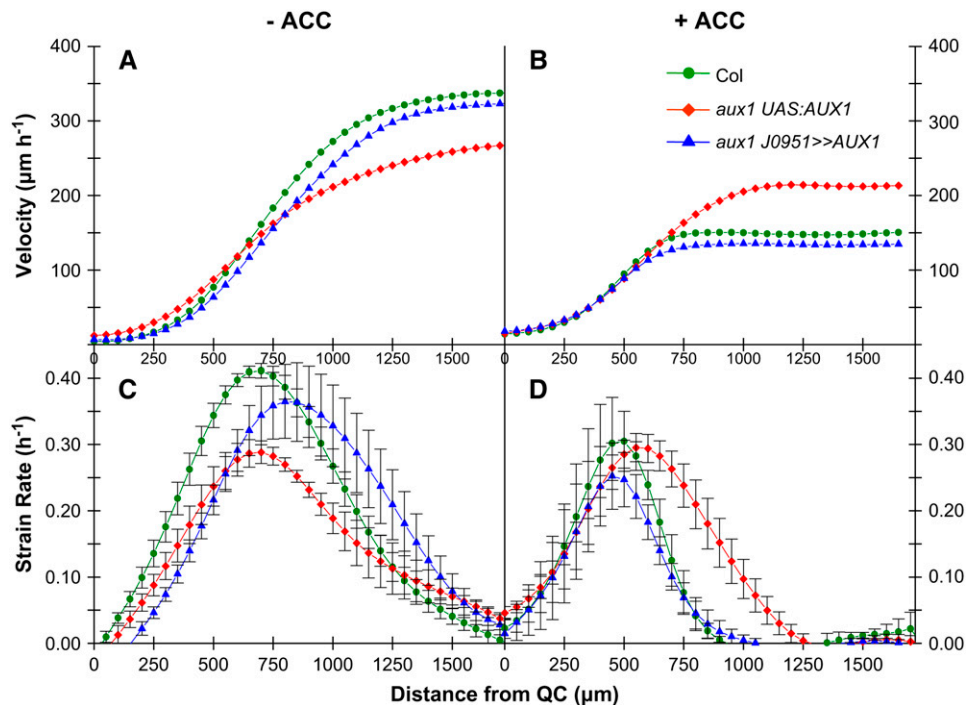 - ACC
+ ACC
A
B
Velocity (µm h⁻¹)
400
300
200
100
0 250 500 750 1000 1250 1500
Col
aux1 UAS:AUX1
aux1 J0951>>AUX1
400
300
200
100
0 250 500 750 1000 1250 1500
C
D
Strain Rate (h⁻¹)
0.40
0.30
0.20
0.10
0.00
0 250 500 750 1000 1250 1500
0.40
0.30
0.20
0.10
0.00
0 250 500 750 1000 1250 1500
Distance from QC (µm)